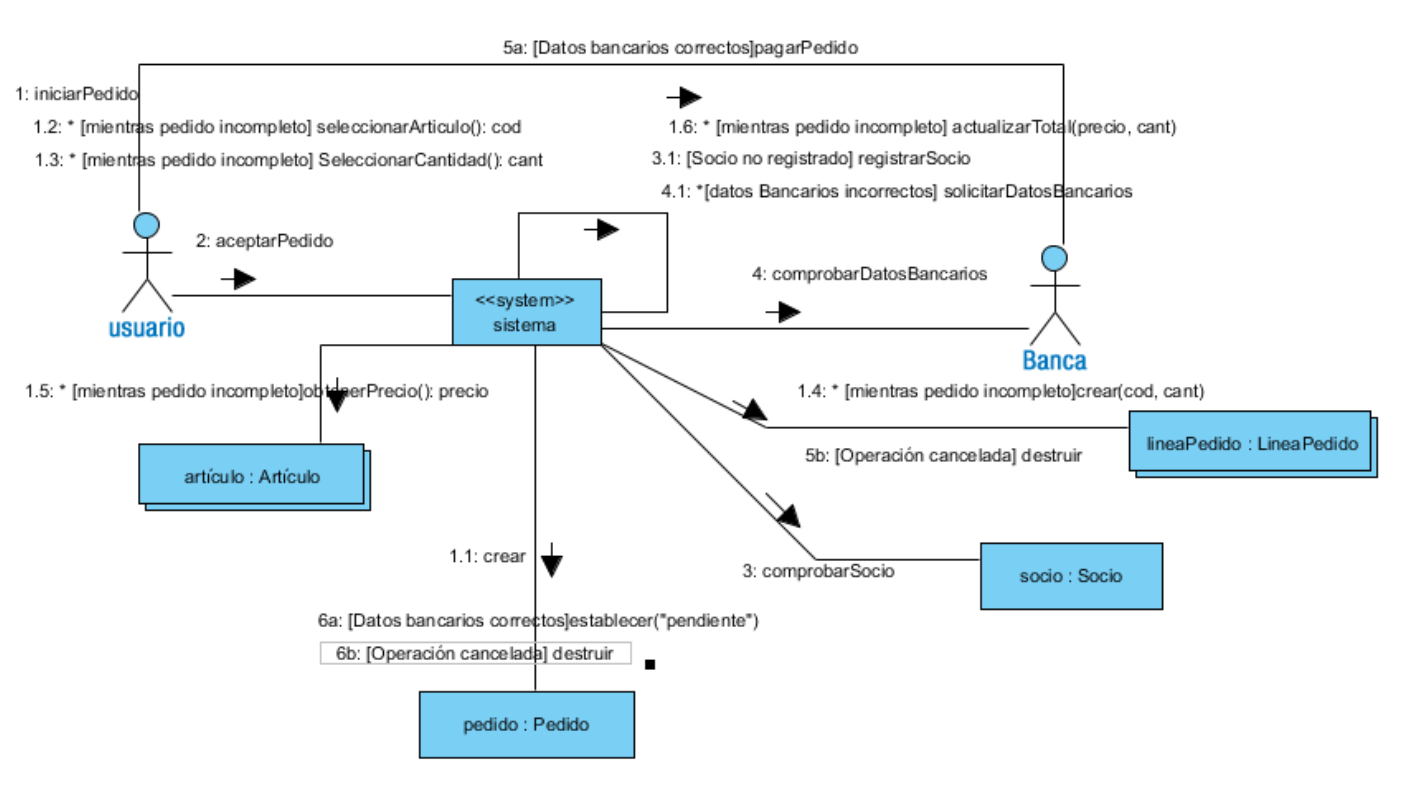 5a: [Datos bancarios correctos]pagarPedido
1: iniciarPedido
1.2: * [mientras pedido incompleto] seleccionarArticulo(): cod
1.3: * [mientras pedido incompleto] SeleccionarCantidad(): cant
1.6: * [mientras pedido incompleto] actualizarTotal(precio, cant)
3.1: [Socio no registrado] registrarSocio
4.1: *[datos Bancarios incorrectos] solicitarDatosBancarios
2: aceptarPedido
usuario
<<system>>
sistema
4: comprobarDatosBancarios
Banca
1.5: * [mientras pedido incompleto]obtenerPrecio(): precio
1.4: * [mientras pedido incompleto]crear(cod, cant)
lineaPedido : LineaPedido
5b: [Operación cancelada] destruir
artículo : Artículo
1.1: crear
3: comprobarSocio
socio : Socio
6a: [Datos bancarios correctos]establecer("pendiente")
6b: [Operación cancelada] destruir
pedido : Pedido